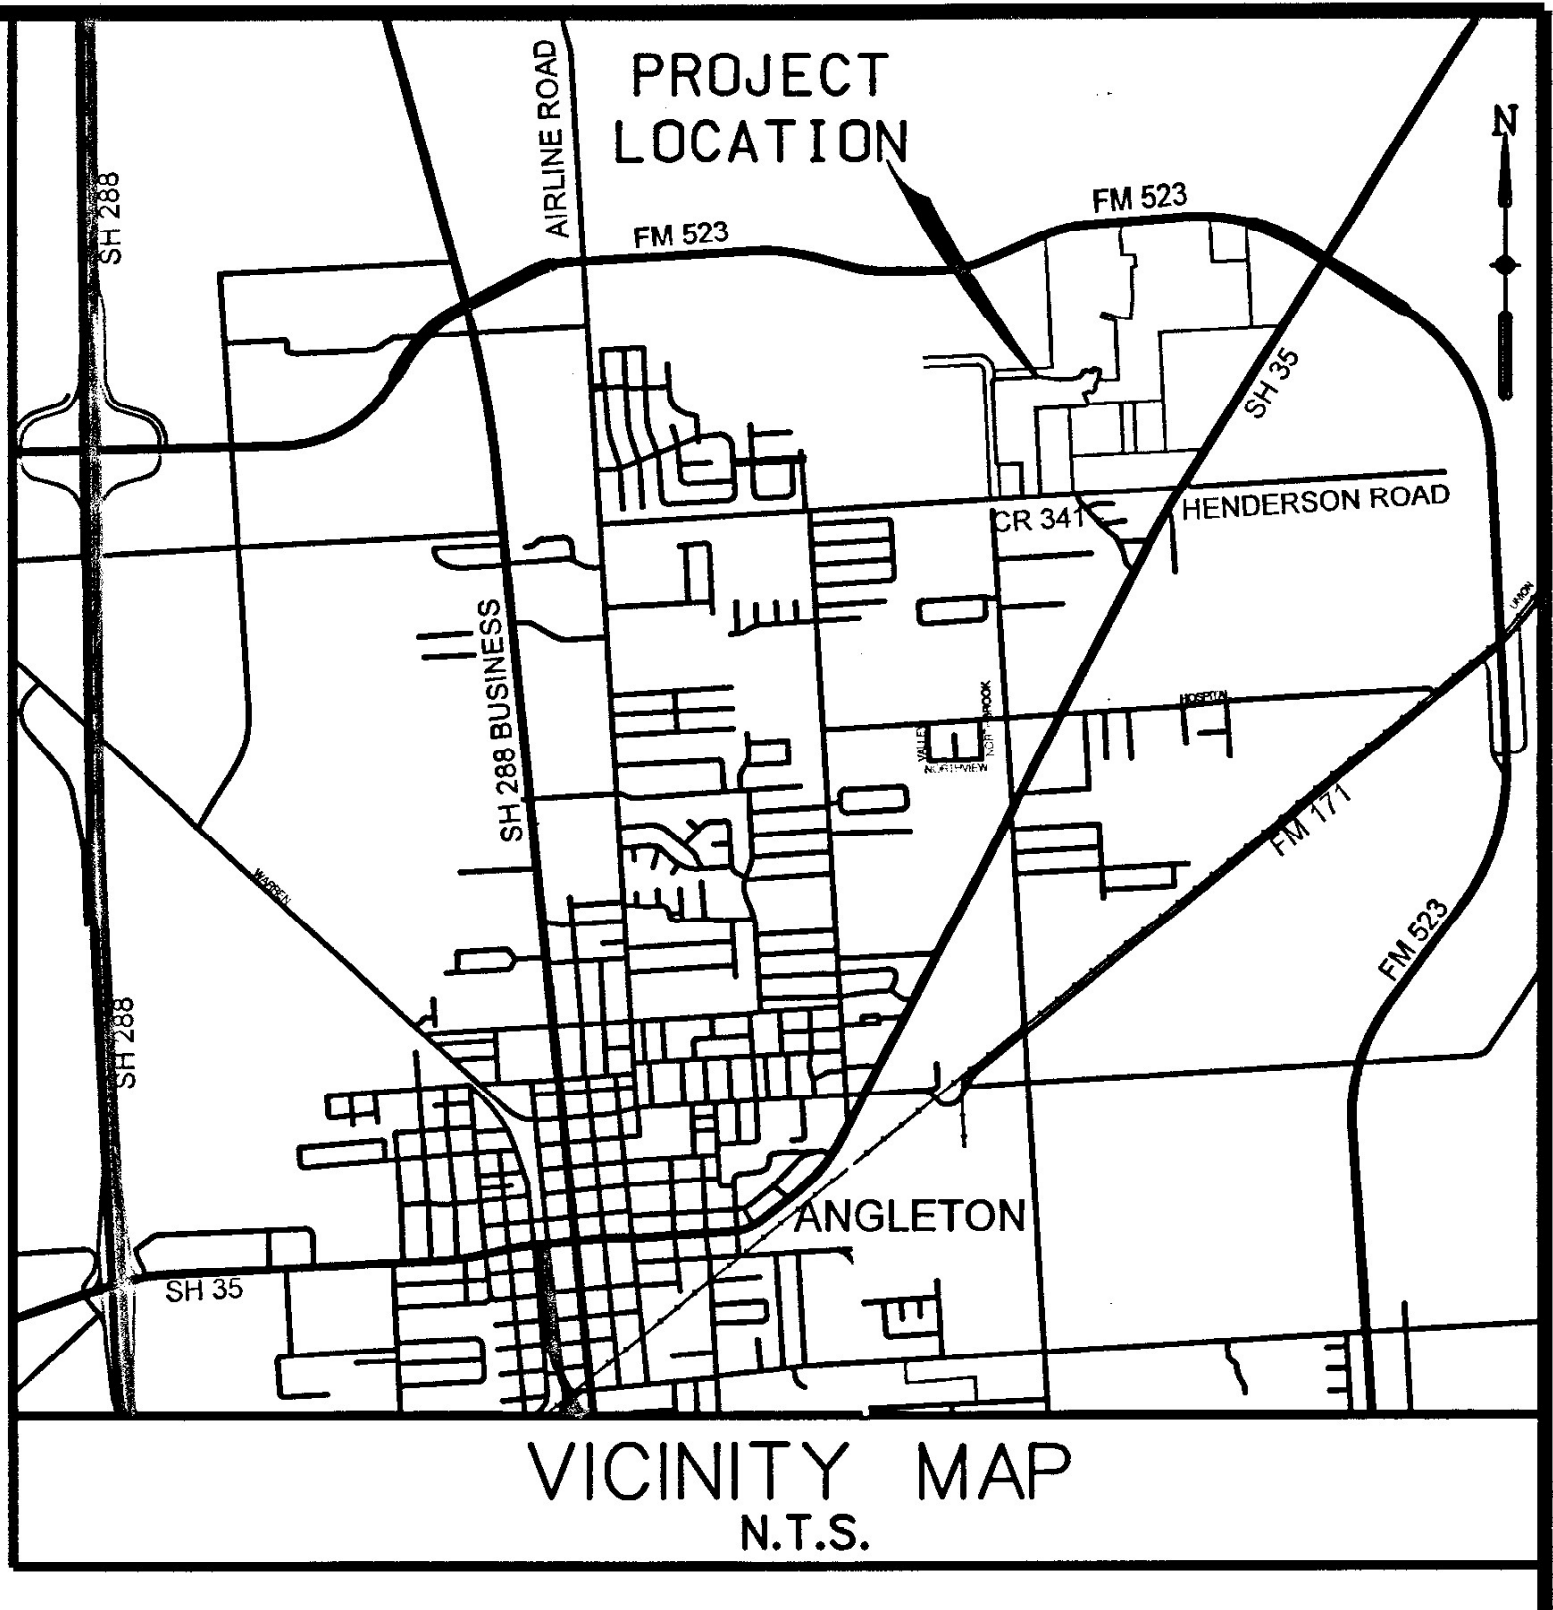 PROJECT
LOCATION
N
AIRLINE ROAD
SH 288
FM 523
FM 523
SH 35
CR 341
HENDERSON ROAD
UNION
SH 288 BUSINESS
HOSPITAL
VALLEY
NORTHVIEW
FM 171
WARREN
FM 523
SH 288
ANGLETON
SH 35
VICINITY MAP
N.T.S.